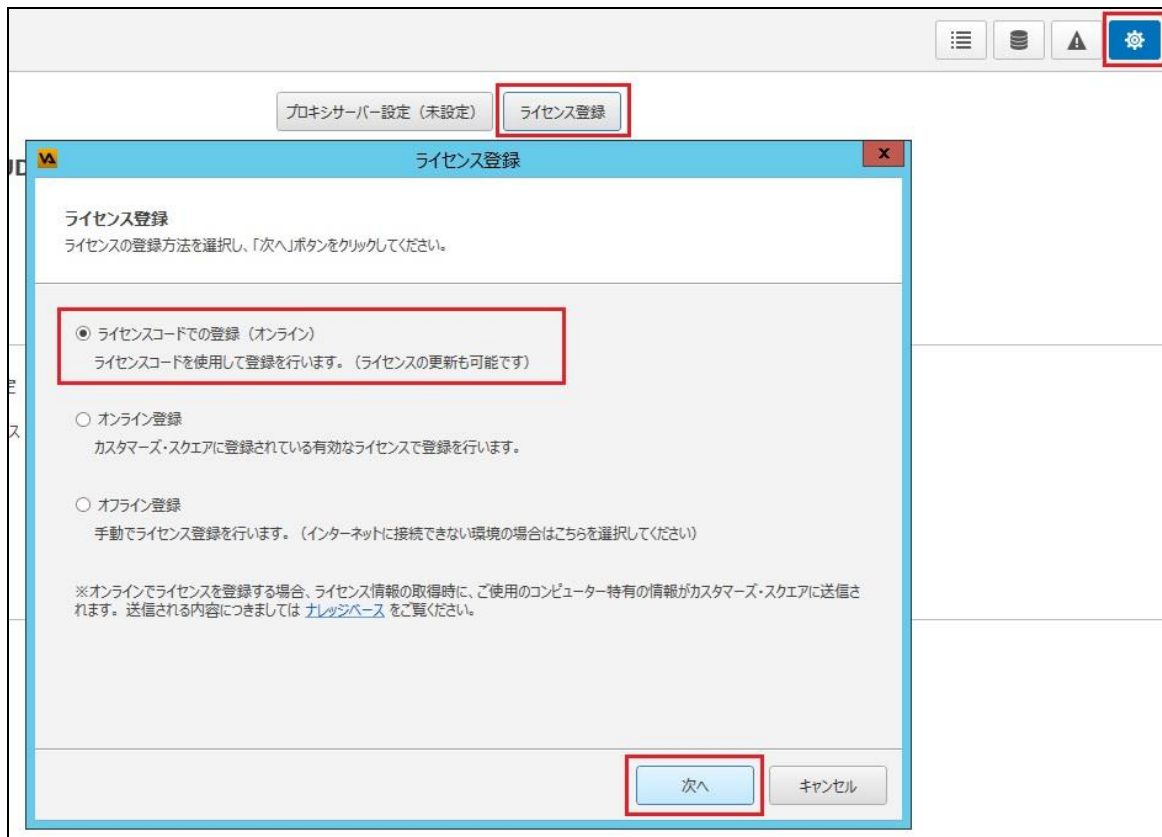 プロキシサーバー設定（未設定）
ライセンス登録
ライセンス登録
x
ライセンス登録
ライセンスの登録方法を選択し、「次へ」ボタンをクリックしてください。
ライセンスコードでの登録（オンライン）
ライセンスコードを使用して登録を行います。（ライセンスの更新も可能です）
オンライン登録
カスタマーズ・スクエアに登録されている有効なライセンスで登録を行います。
オフライン登録
手動でライセンス登録を行います。（インターネットに接続できない環境の場合はこちらを選択してください）
※オンラインでライセンスを登録する場合、ライセンス情報の取得時に、ご使用のコンピューター特有の情報がカスタマーズ・スクエアに送信さ
れます。送信される内容につきましては ナレッジベース をご覧ください。
次へ
キャンセル